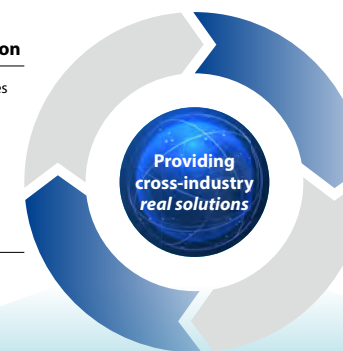 on
es
Providing
cross-industry
real solutions